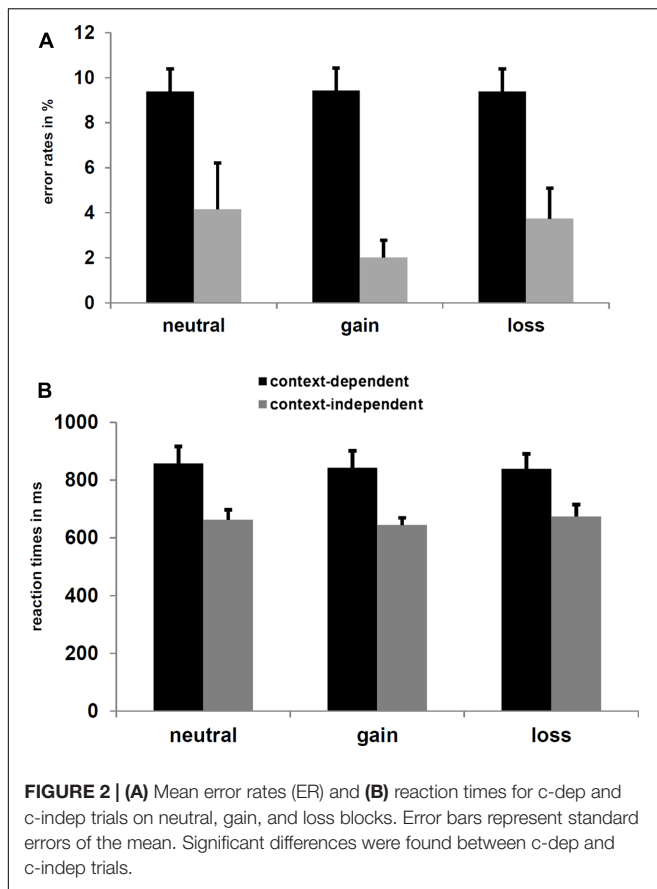 A
12
10
8
6
4
2
0
error rates in %
neutral gain loss
B
context-dependent
context-independent
1000
800
600
400
200
0
reaction times in ms
neutral gain loss
FIGURE 2 | (A) Mean error rates (ER) and (B) reaction times for c-dep and
c-indep trials on neutral, gain, and loss blocks. Error bars represent standard
errors of the mean. Significant differences were found between c-dep and
c-indep trials.